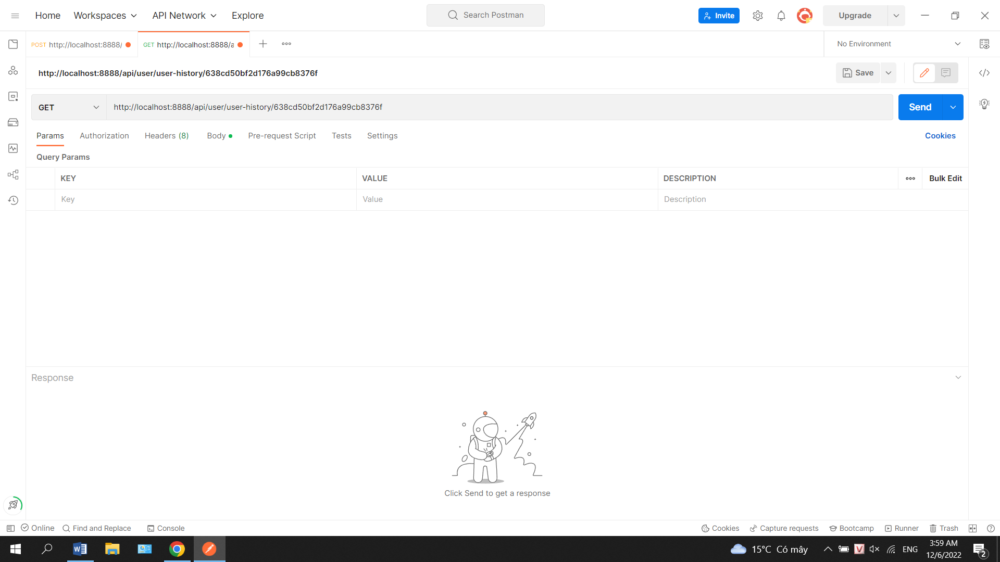 Home Workspaces API Network Explore Search Postman Invite Upgrade
POST http://localhost:8888/ GET http://localhost:8888/a No Environment
http://localhost:8888/api/user/user-history/638cd50bf2d176a99cb8376f Save
GET http://localhost:8888/api/user/user-history/638cd50bf2d176a99cb8376f Send
Params Authorization Headers (8) Body Pre-request Script Tests Settings Cookies
Query Params
KEY VALUE DESCRIPTION Bulk Edit
Key Value Description
Response
Click Send to get a response
Online Find and Replace Console Cookies Capture requests Bootcamp Runner Trash
15°C Có mây ENG 3:59 AM
12/6/2022 2